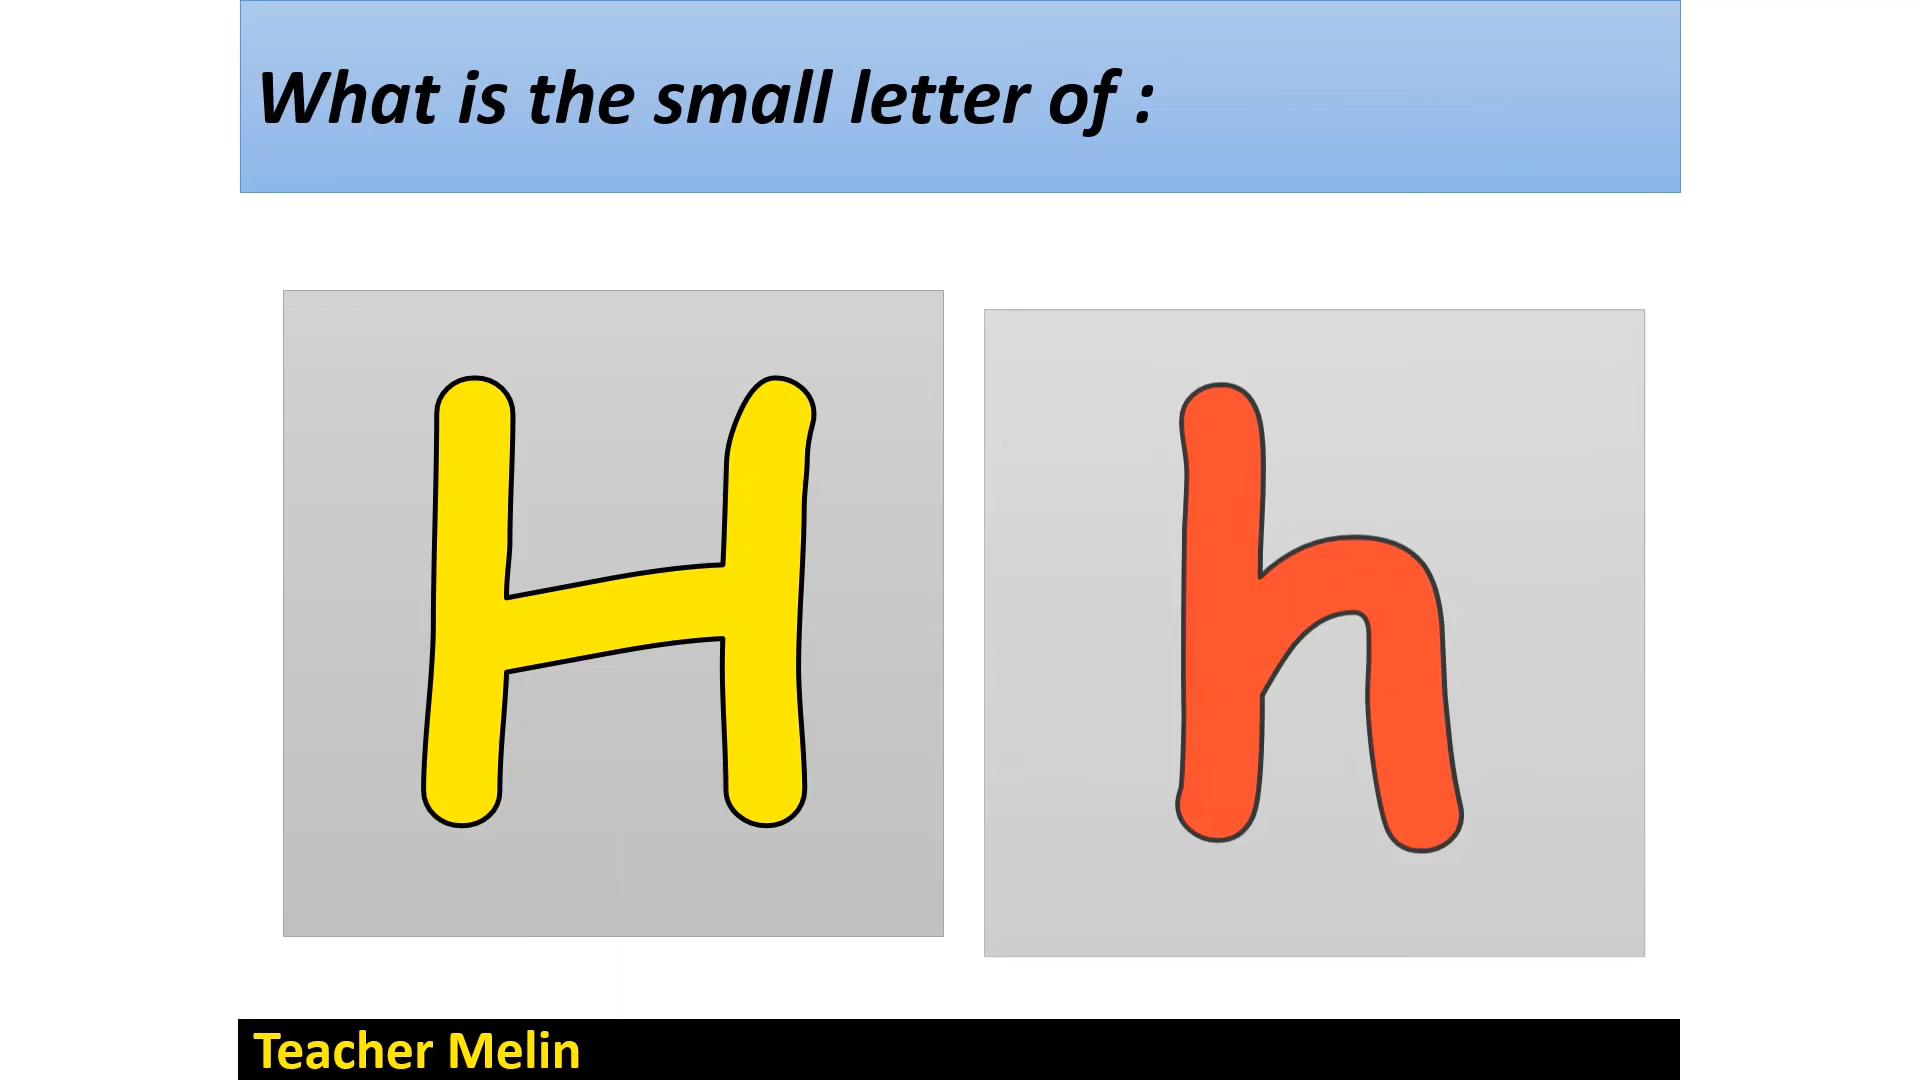 What is the small letter of :
H h
Teacher Melin